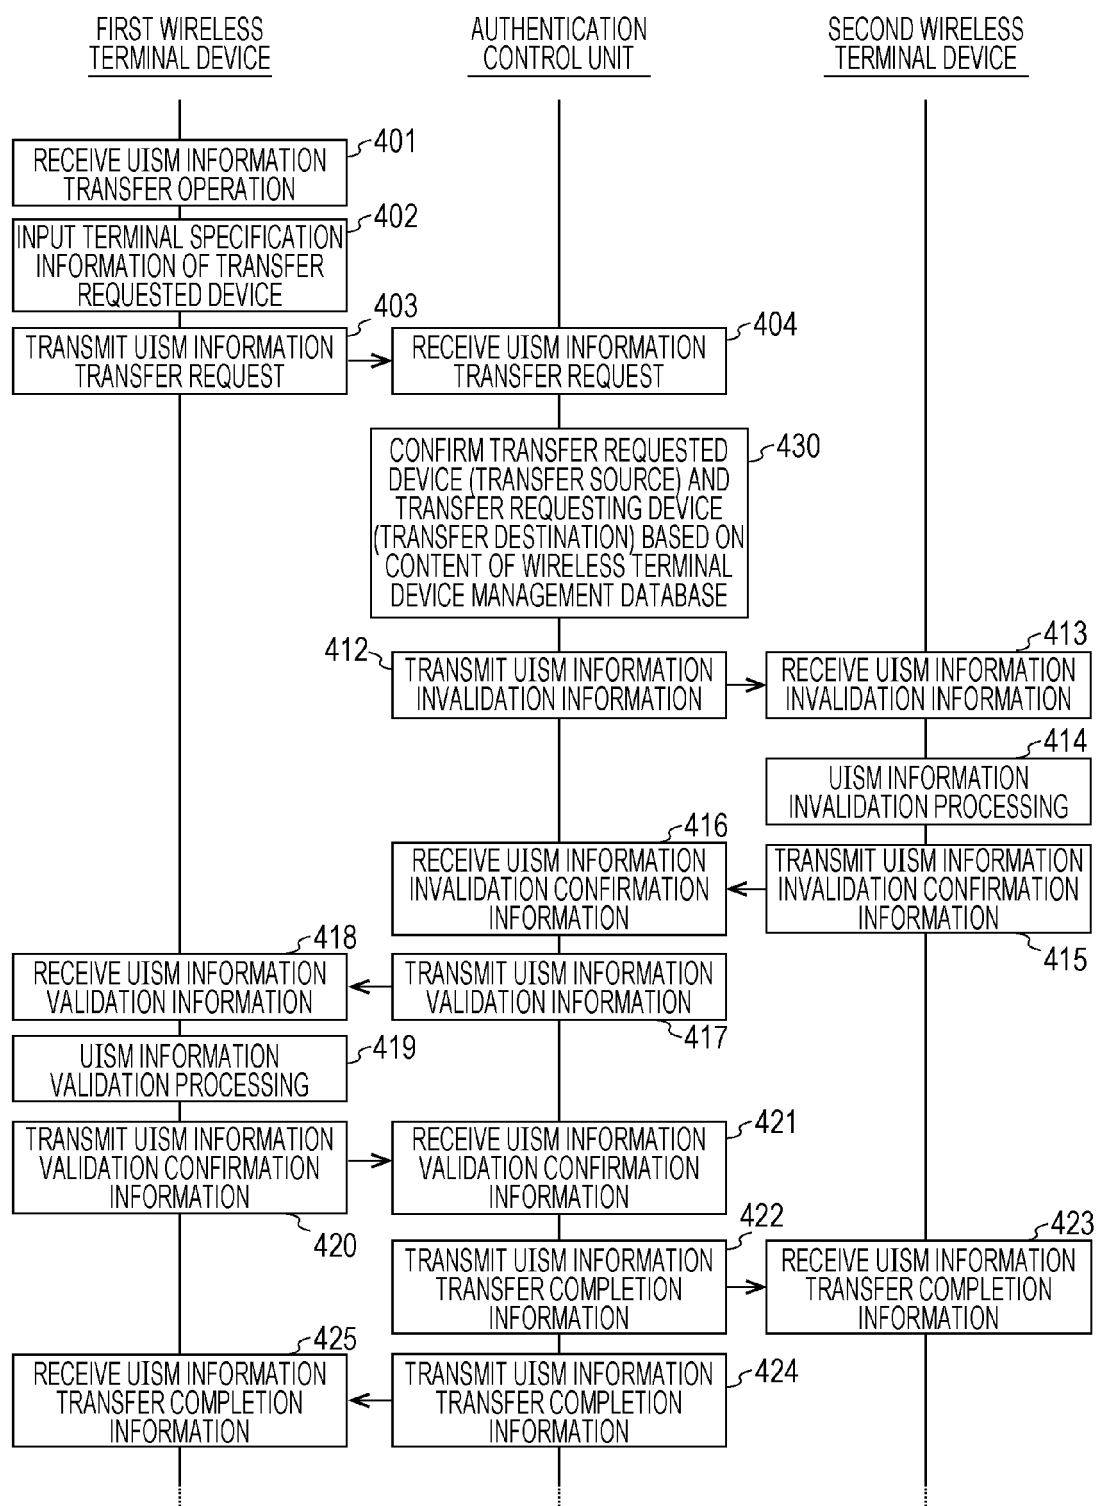 FIRST WIRELESS
TERMINAL DEVICE
AUTHENTICATION
CONTROL UNIT
SECOND WIRELESS
TERMINAL DEVICE
401
RECEIVE UISM INFORMATION
TRANSFER OPERATION
402
INPUT TERMINAL SPECIFICATION
INFORMATION OF TRANSFER
REQUESTED DEVICE
403
TRANSMIT UISM INFORMATION
TRANSFER REQUEST
404
RECEIVE UISM INFORMATION
TRANSFER REQUEST
430
CONFIRM TRANSFER REQUESTED
DEVICE (TRANSFER SOURCE) AND
TRANSFER REQUESTING DEVICE
(TRANSFER DESTINATION) BASED ON
CONTENT OF WIRELESS TERMINAL
DEVICE MANAGEMENT DATABASE
412
TRANSMIT UISM INFORMATION
INVALIDATION INFORMATION
413
RECEIVE UISM INFORMATION
INVALIDATION INFORMATION
414
UISM INFORMATION
INVALIDATION PROCESSING
416
RECEIVE UISM INFORMATION
INVALIDATION CONFIRMATION
INFORMATION
TRANSMIT UISM INFORMATION
INVALIDATION CONFIRMATION
INFORMATION
415
418
RECEIVE UISM INFORMATION
VALIDATION INFORMATION
TRANSMIT UISM INFORMATION
VALIDATION INFORMATION
417
419
UISM INFORMATION
VALIDATION PROCESSING
TRANSMIT UISM INFORMATION
VALIDATION CONFIRMATION
INFORMATION
420
421
RECEIVE UISM INFORMATION
VALIDATION CONFIRMATION
INFORMATION
422
TRANSMIT UISM INFORMATION
TRANSFER COMPLETION
INFORMATION
423
RECEIVE UISM INFORMATION
TRANSFER COMPLETION
INFORMATION
425
RECEIVE UISM INFORMATION
TRANSFER COMPLETION
INFORMATION
TRANSMIT UISM INFORMATION
TRANSFER COMPLETION
INFORMATION
424